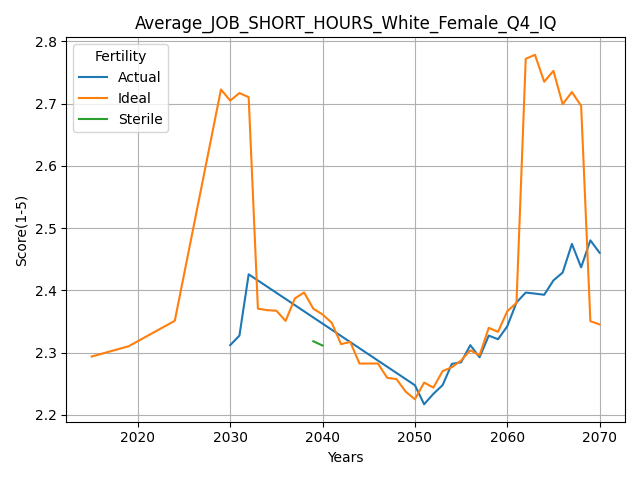 Average_JOB_SHORT_HOURS_White_Female_Q4_IQ
Fertility
Actual
Ideal
Sterile
Score(1-5)
2.8
2.7
2.6
2.5
2.4
2.3
2.2
2020 2030 2040 2050 2060 2070
Years